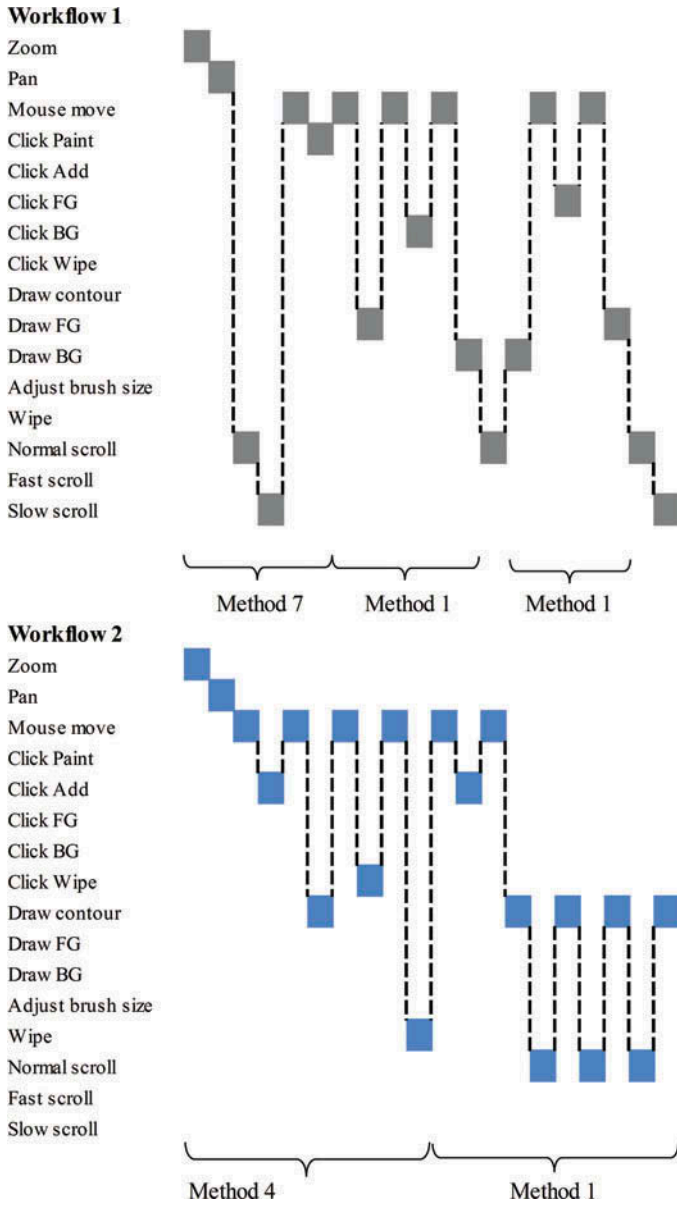 Workflow 1
Zoom
Pan
Mouse move
Click Paint
Click Add
Click FG
Click BG
Click Wipe
Draw contour
Draw FG
Draw BG
Adjust brush size
Wipe
Normal scroll
Fast scroll
Slow scroll
Method 7 Method 1 Method 1
Workflow 2
Zoom
Pan
Mouse move
Click Paint
Click Add
Click FG
Click BG
Click Wipe
Draw contour
Draw FG
Draw BG
Adjust brush size
Wipe
Normal scroll
Fast scroll
Slow scroll
Method 4 Method 1